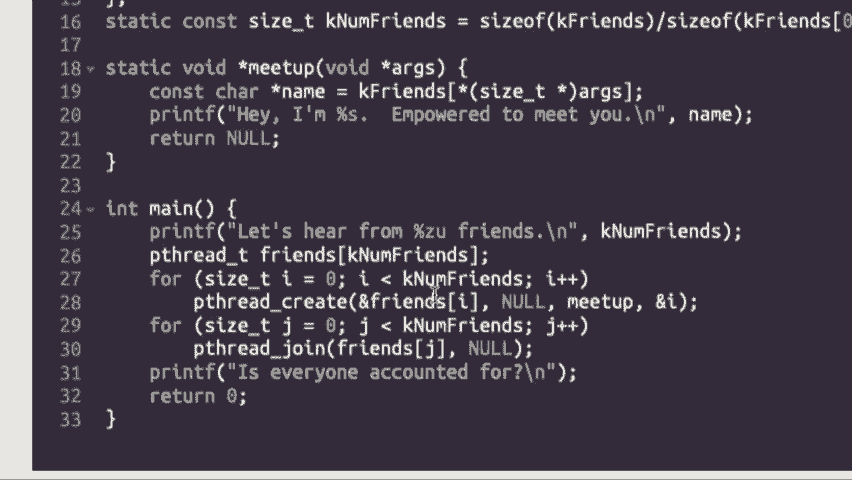 16 static const size_t kNumFriends = sizeof(kFriends)/sizeof(kFriends[0
17
18 static void *meetup(void *args) {
19 const char *name = kFriends[*(size_t *)args];
20 printf("Hey, I'm %s.  Empowered to meet you.\n", name);
21 return NULL;
22 }
23
24 int main() {
25 printf("Let's hear from %zu friends.\n", kNumFriends);
26 pthread_t friends[kNumFriends];
27 for (size_t i = 0; i < kNumFriends; i++)
28 pthread_create(&friends[i], NULL, meetup, &i);
29 for (size_t j = 0; j < kNumFriends; j++)
30 pthread_join(friends[j], NULL);
31 printf("Is everyone accounted for?\n");
32 return 0;
33 }